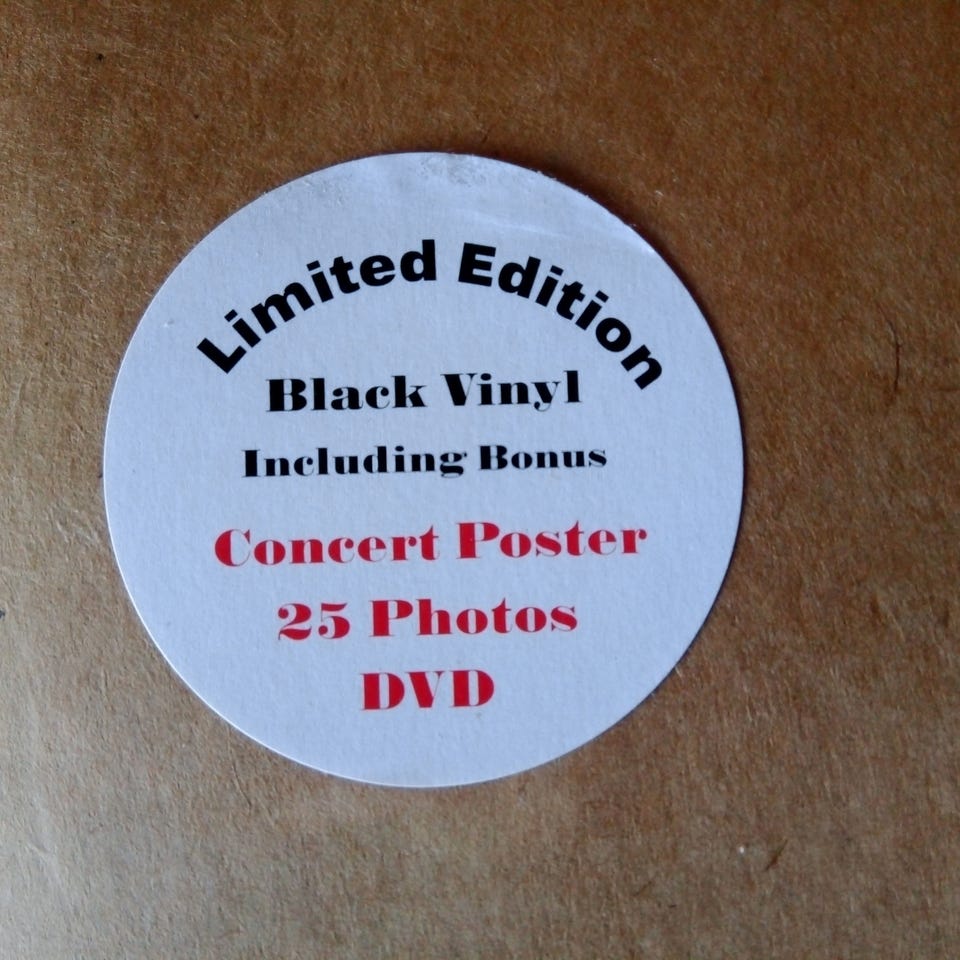 Limited Edition
Black Vinyl
Including Bonus
Concert Poster
25 Photos
DVD